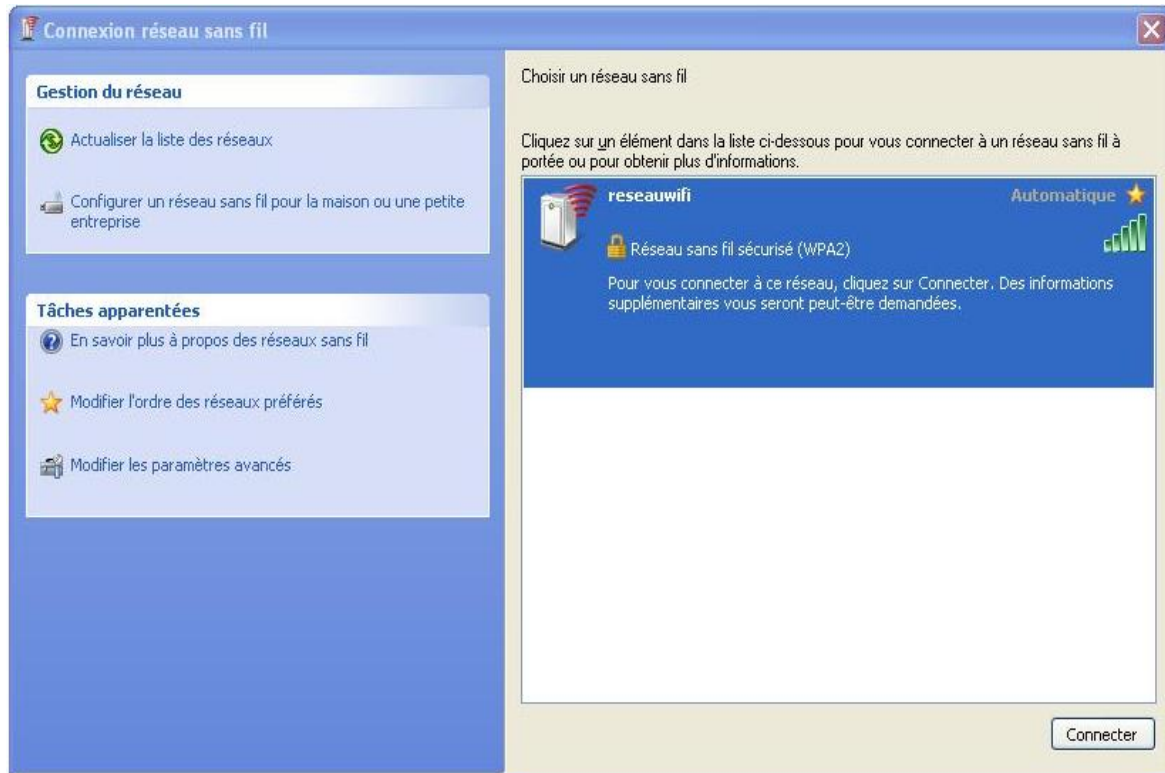 Connexion réseau sans fil
Gestion du réseau
Actualiser la liste des réseaux
Configurer un réseau sans fil pour la maison ou une petite
entreprise
Tâches apparentées
En savoir plus à propos des réseaux sans fil
Modifier l'ordre des réseaux préférés
Modifier les paramètres avancés
Choisir un réseau sans fil
Cliquez sur un élément dans la liste ci-dessous pour vous connecter à un réseau sans fil à
portée ou pour obtenir plus d'informations.
reseauwifi
Automatique
Réseau sans fil sécurisé (WPA2)
Pour vous connecter à ce réseau, cliquez sur Connecter. Des informations
supplémentaires vous seront peut-être demandées.
Connecter